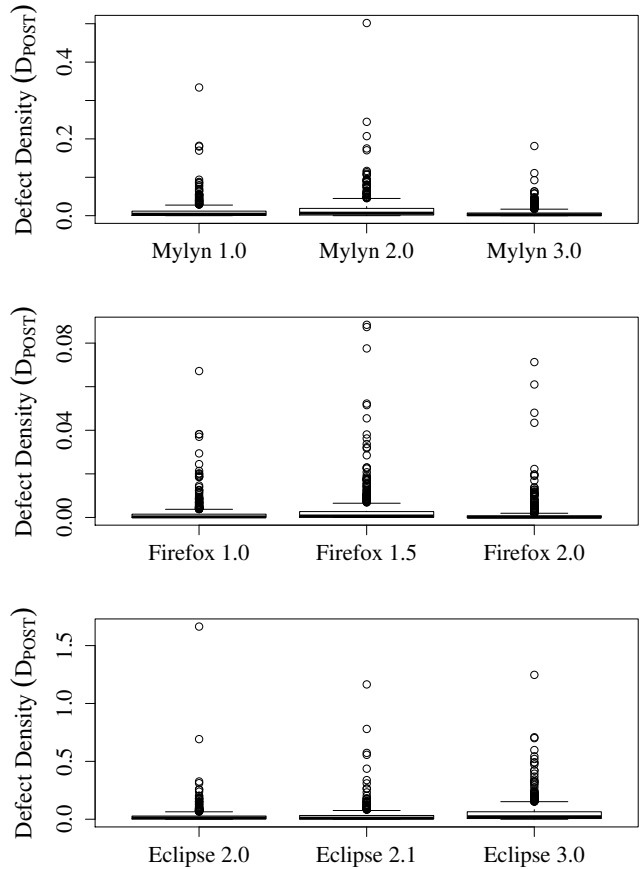 Defect Density (DPOST)
0.4
0.2
0.0
Mylyn 1.0 Mylyn 2.0 Mylyn 3.0
Defect Density (DPOST)
0.08
0.04
0.00
Firefox 1.0 Firefox 1.5 Firefox 2.0
Defect Density (DPOST)
1.5
1.0
0.5
0.0
Eclipse 2.0 Eclipse 2.1 Eclipse 3.0